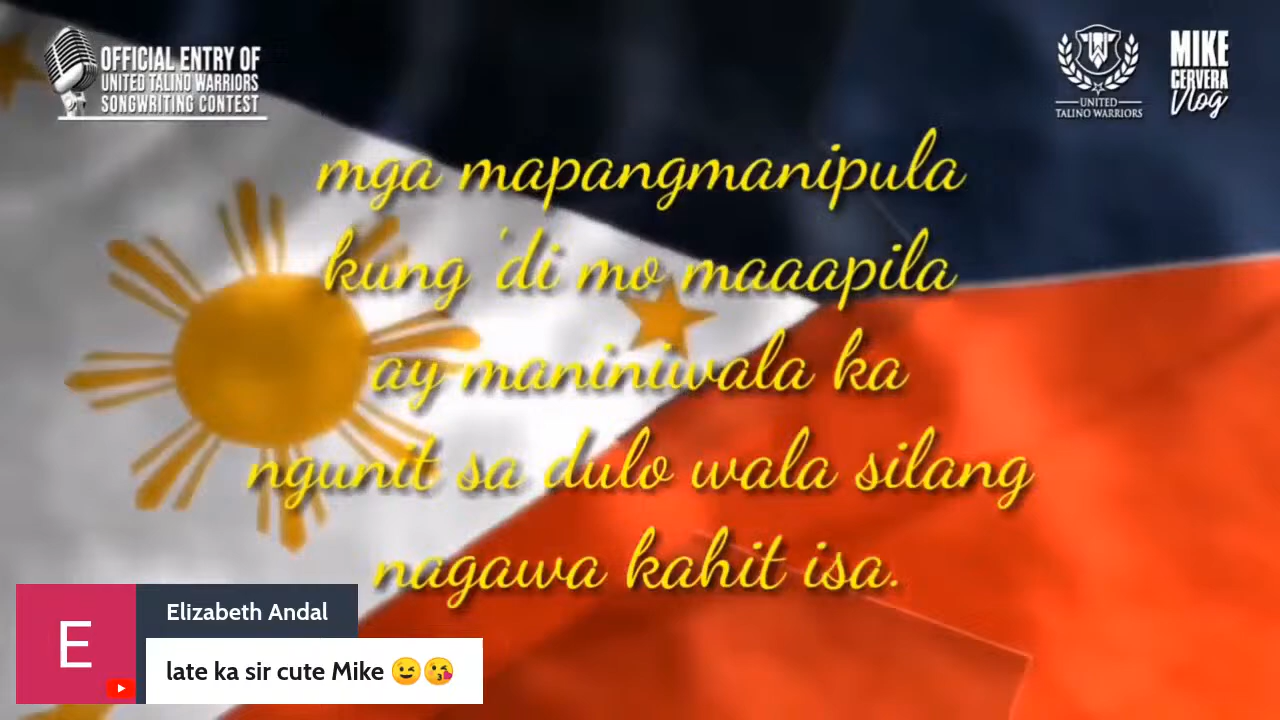 OFFICIAL ENTRY OF
UNITED TALINO WARRIORS
SONGWRITING CONTEST
UNITED
TALINO WARRIORS
MIKE
CERVERA
Vlog
mga mapangmanipula
kung 'di mo maaapila
ay maniniwala ka
ngunit sa dulo wala silang
nagawa kahit isa.
E
Elizabeth Andal
late ka sir cute Mike 😉😘